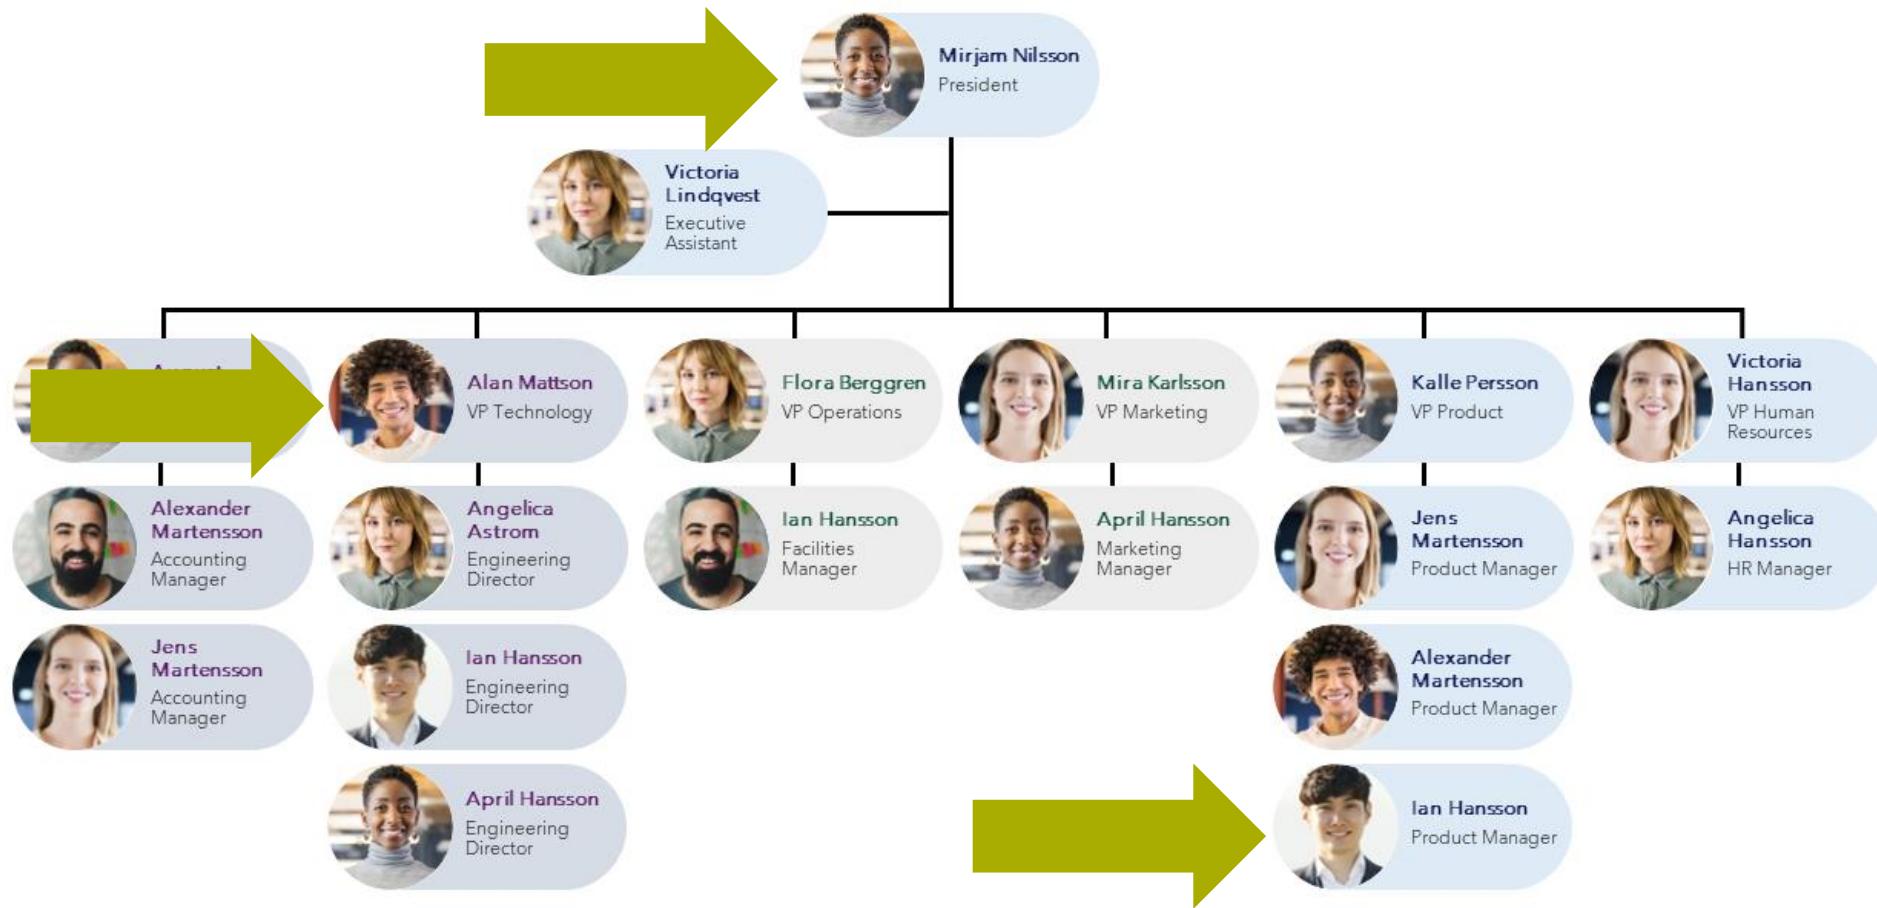 Mirjam Nilsson
President
Victoria
Lindqvest
Executive
Assistant
Alan Mattson
VP Technology
Flora Berggren
VP Operations
Mira Karlsson
VP Marketing
Kalle Persson
VP Product
Victoria
Hansson
VP Human
Resources
Alexander
Martensson
Accounting
Manager
Angelica
Astrom
Engineering
Director
Ian Hansson
Facilities
Manager
April Hansson
Marketing
Manager
Jens
Martensson
Product Manager
Angelica
Hansson
HR Manager
Jens
Martensson
Accounting
Manager
Ian Hansson
Engineering
Director
Alexander
Martensson
Product Manager
April Hansson
Engineering
Director
Ian Hansson
Product Manager